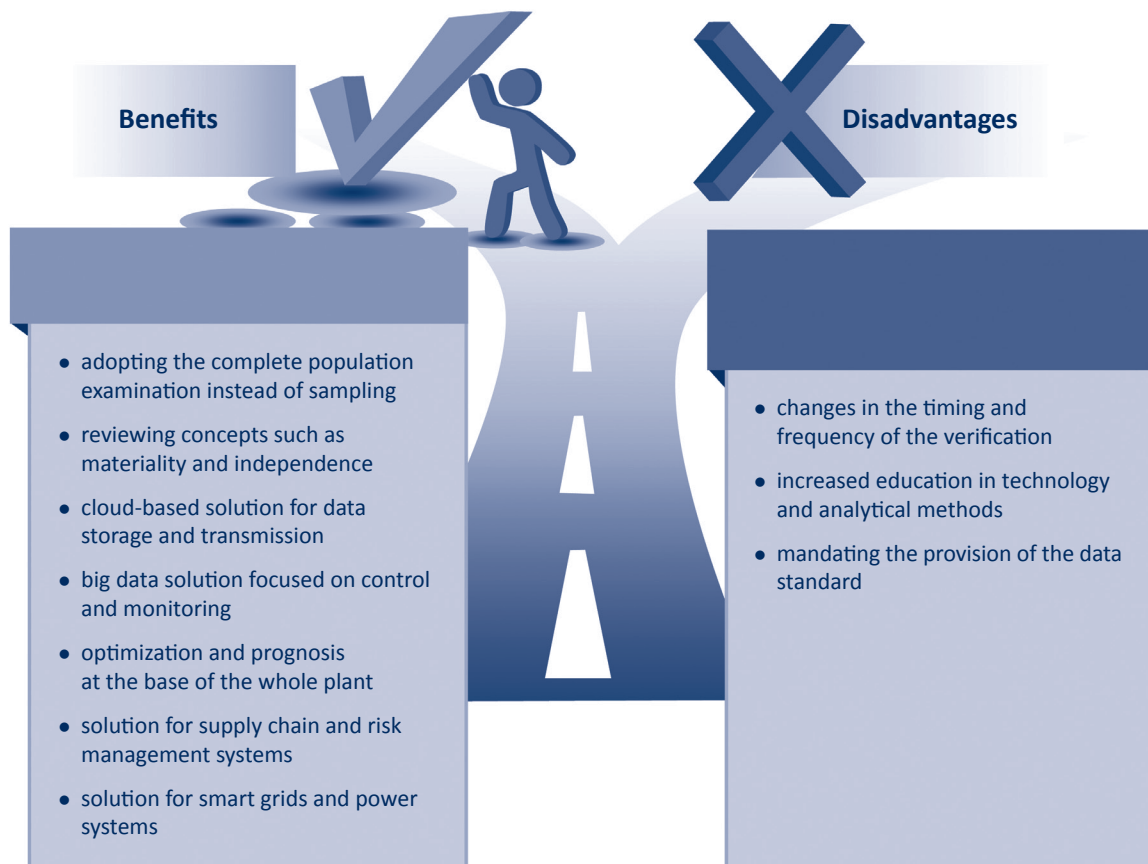 Benefits
Disadvantages
● adopting the complete population
examination instead of sampling
● reviewing concepts such as
materiality and independence
● cloud-based solution for data
storage and transmission
● big data solution focused on control
and monitoring
● optimization and prognosis
at the base of the whole plant
● solution for supply chain and risk
management systems
● solution for smart grids and power
systems
● changes in the timing and
frequency of the verification
● increased education in technology
and analytical methods
● mandating the provision of the data
standard